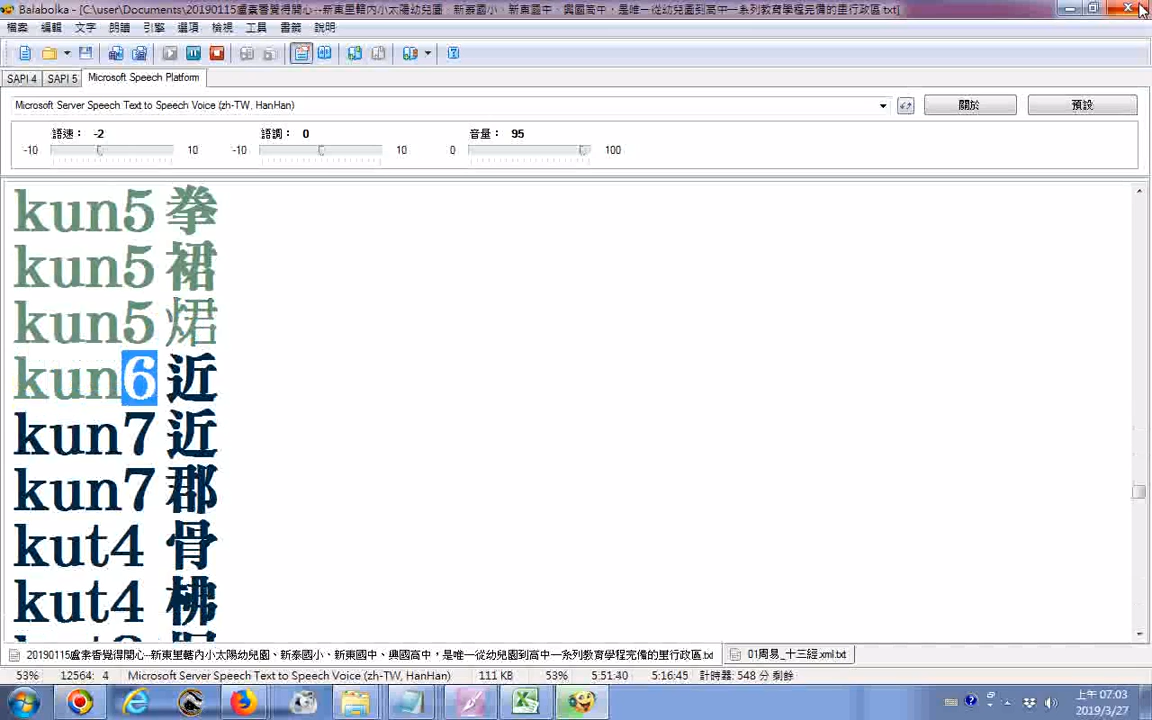 Balabolka - [C:\user\Documents\20190115盧素香覺得開心--新東里轄內小太陽幼兒園、新泰國小、新東國中、興國高中，是唯一從幼兒園到高中一系列教育學程完備的里行政區.txt]
檔案 編輯 文字 朗讀 引擎 選項 檢視 工具 書籤 說明
SAPI 4 SAPI 5 Microsoft Speech Platform
Microsoft Server Speech Text to Speech Voice (zh-TW, HanHan) 關於 預設
語速： -2 語調： 0 音量： 95
-10 10 -10 10 0 100
kun5 拳
kun5 裙
kun5 焄
kun6 近
kun7 近
kun7 郡
kut4 骨
kut4 梻
20190115盧素香覺得開心--新東里轄內小太陽幼兒園、新泰國小、新東國中、興國高中，是唯一從幼兒園到高中一系列教育學程完備的里行政區.txt 01周易_十三經.xml.txt
53% 12564: 4 Microsoft Server Speech Text to Speech Voice (zh-TW, HanHan) 111 KB 53% 5:51:40 5:16:45 計時器: 548 分 剩餘
上午 07:03
2019/3/27